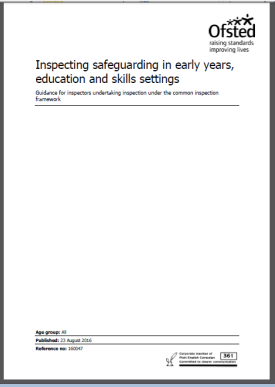 Ofsted
raising standards
improving lives
Inspecting safeguarding in early years,
education and skills settings
Guidance for inspectors undertaking inspection under the common inspection
framework
Age group: All
Published: 23 August 2016
Reference no: 160047
Corporate member of
Plain English Campaign
Committed to clearer communication
361